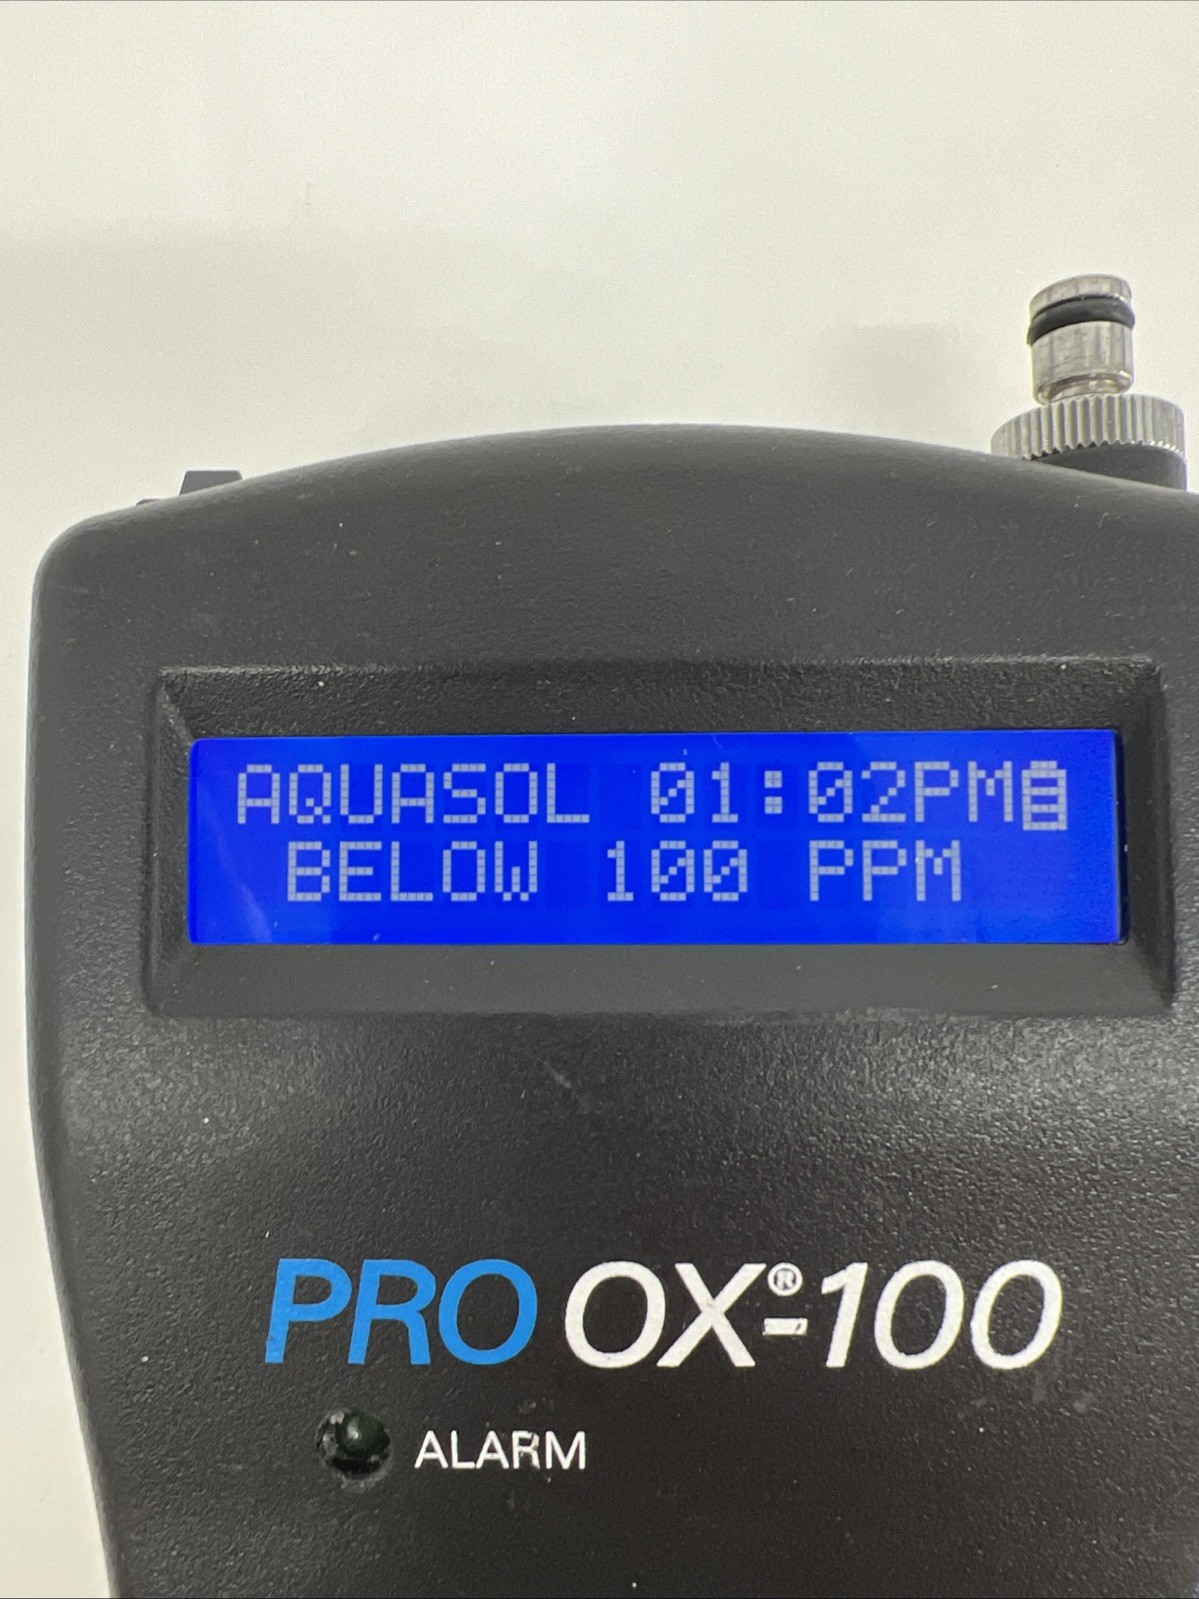 AQUASOL 01:02PM
BELOW 100 PPM
PRO OX®-100
ALARM